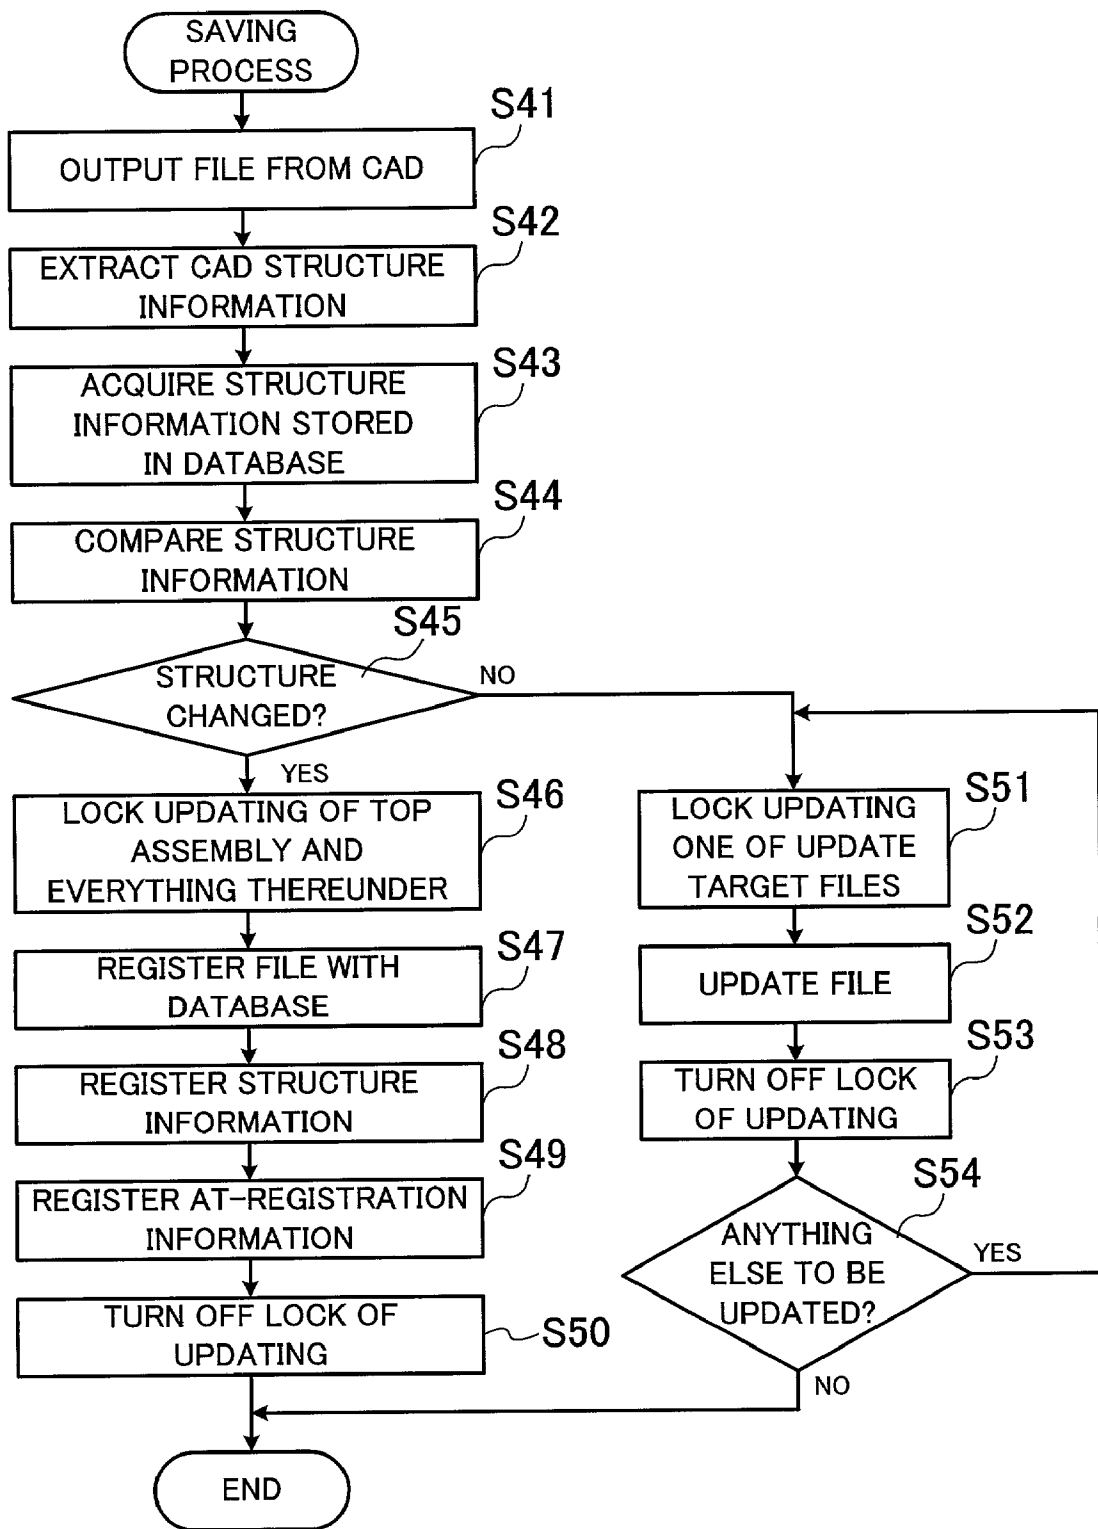 SAVING
PROCESS
S41
OUTPUT FILE FROM CAD
S42
EXTRACT CAD STRUCTURE
INFORMATION
S43
ACQUIRE STRUCTURE
INFORMATION STORED
IN DATABASE
S44
COMPARE STRUCTURE
INFORMATION
S45
STRUCTURE
CHANGED?
NO
YES
S46
LOCK UPDATING OF TOP
ASSEMBLY AND
EVERYTHING THEREUNDER
S47
REGISTER FILE WITH
DATABASE
S48
REGISTER STRUCTURE
INFORMATION
S49
REGISTER AT-REGISTRATION
INFORMATION
TURN OFF LOCK OF
UPDATING
S50
S51
LOCK UPDATING
ONE OF UPDATE
TARGET FILES
S52
UPDATE FILE
S53
TURN OFF LOCK
OF UPDATING
S54
ANYTHING
ELSE TO BE
UPDATED?
YES
NO
END